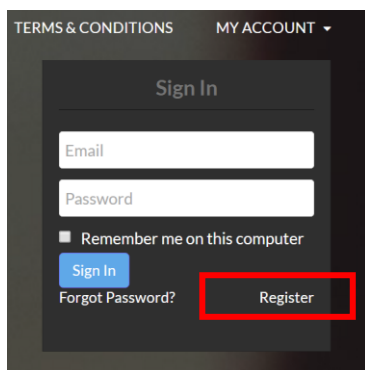 TERMS & CONDITIONS MY ACCOUNT
Sign In
Email
Password
Remember me on this computer
Sign In
Forgot Password? Register